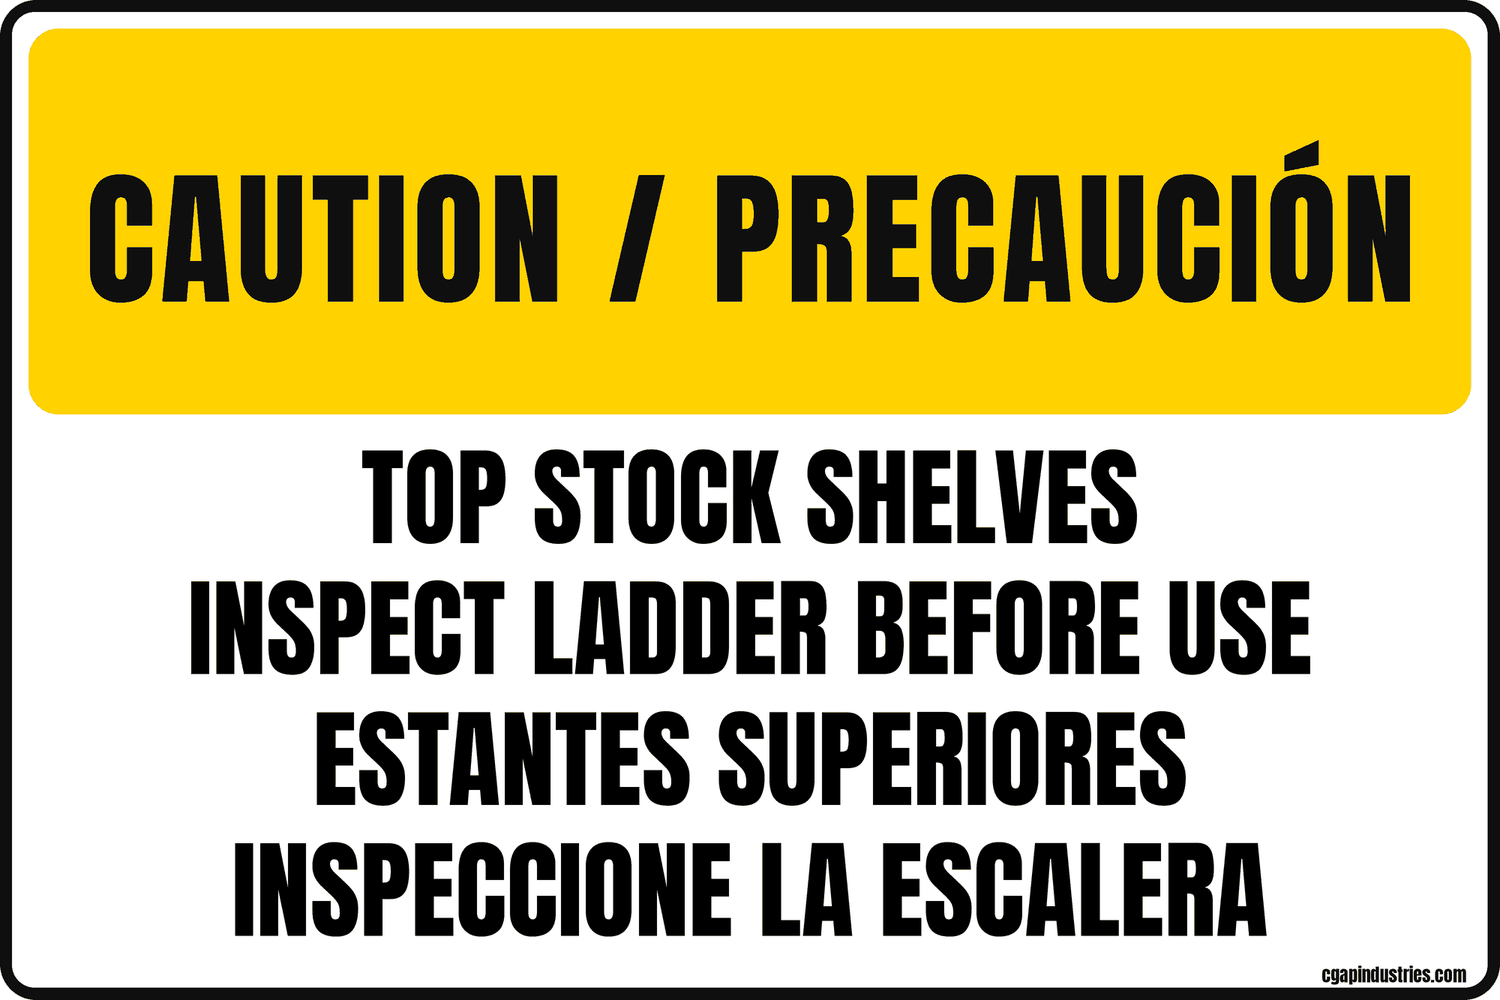 CAUTION / PRECAUCIÓN
TOP STOCK SHELVES
INSPECT LADDER BEFORE USE
ESTANTES SUPERIORES
INSPECCIONE LA ESCALERA
cgapindustries.com